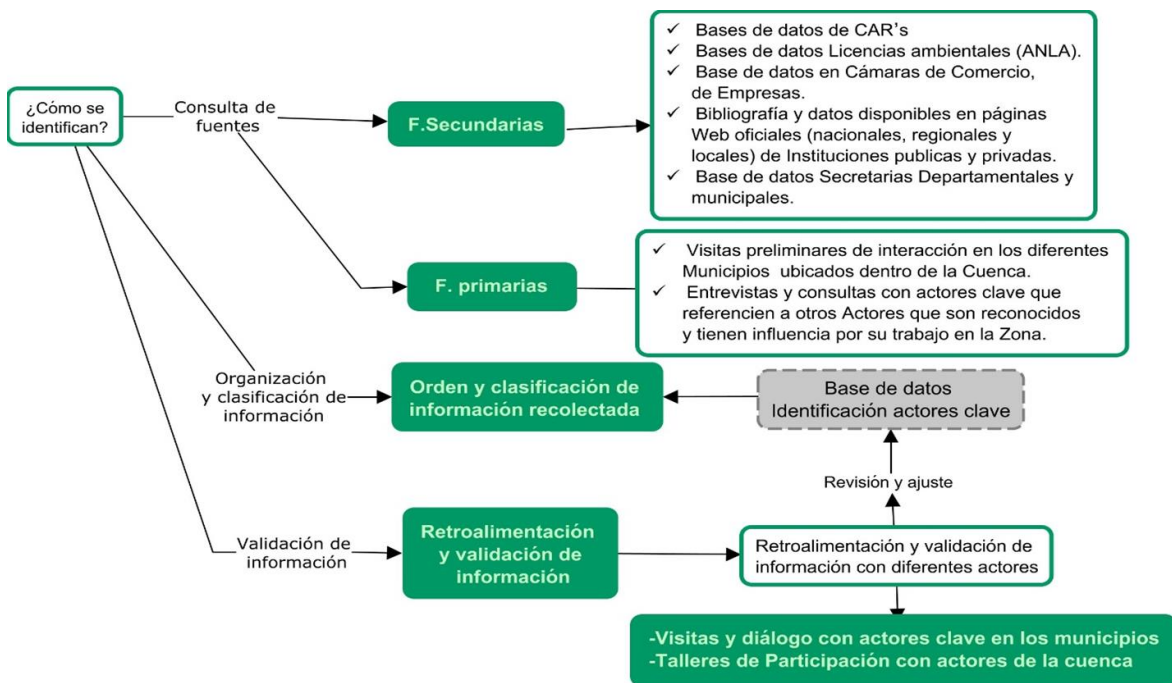 ¿Cómo se
identifican?
Consulta de
fuentes
F.Secundarias
✓ Bases de datos de CAR's
✓ Bases de datos Licencias ambientales (ANLA).
✓ Base de datos en Cámaras de Comercio,
de Empresas.
✓ Bibliografía y datos disponibles en páginas
Web oficiales (nacionales, regionales y
locales) de Instituciones publicas y privadas.
✓ Base de datos Secretarias Departamentales y
municipales.
F. primarias
✓ Visitas preliminares de interacción en los diferentes
Municipios ubicados dentro de la Cuenca.
✓ Entrevistas y consultas con actores clave que
referencien a otros Actores que son reconocidos
y tienen influencia por su trabajo en la Zona.
Organización
y clasificación de
información
Orden y clasificación de
información recolectada
Base de datos
Identificación actores clave
Revisión y ajuste
Validación de
información
Retroalimentación
y validación de
información
Retroalimentación y validación de
información con diferentes actores
-Visitas y diálogo con actores clave en los municipios
-Talleres de Participación con actores de la cuenca